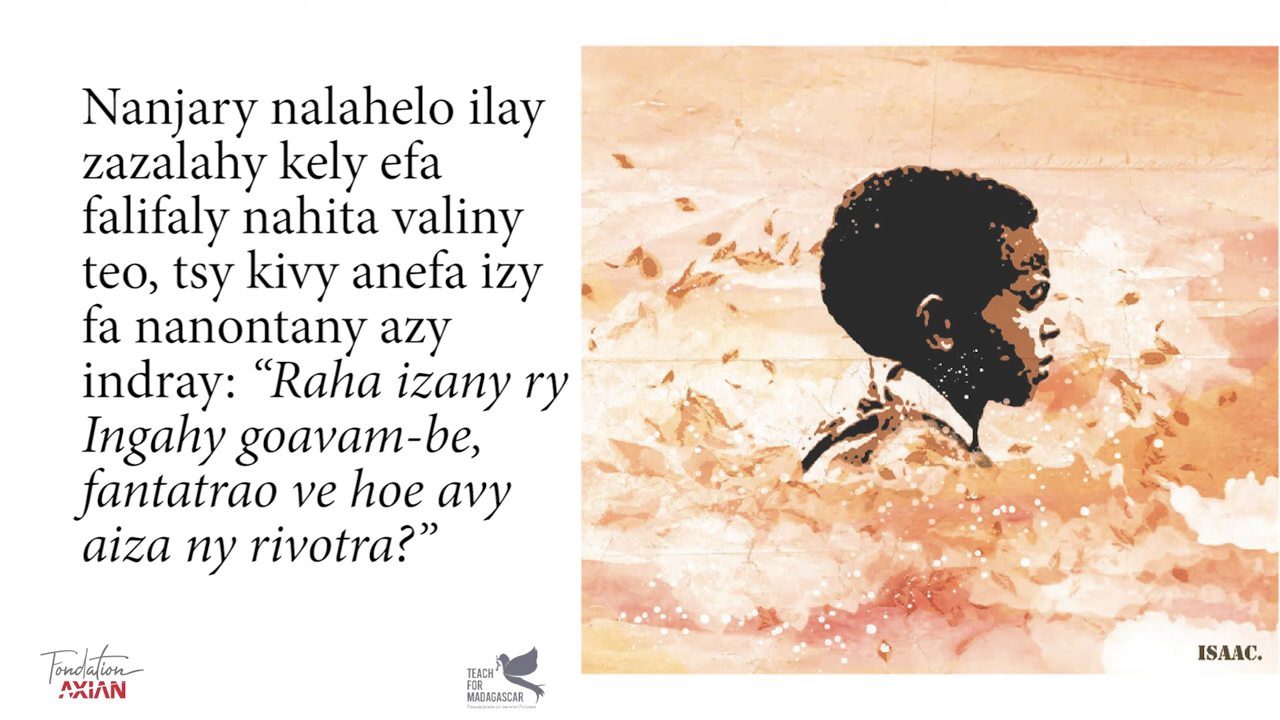 Nanjary nalahelo ilay
zazalahy kely efa
falifaly nahita valiny
teo, tsy kivy anefa izy
fa nanontany azy
indray: “Raha izany ry
Ingahy goavam-be,
fantatrao ve hoe avy
aiza ny rivotra?”
Fondation
AXIAN
TEACH
FOR
MADAGASCAR
ISAAC.